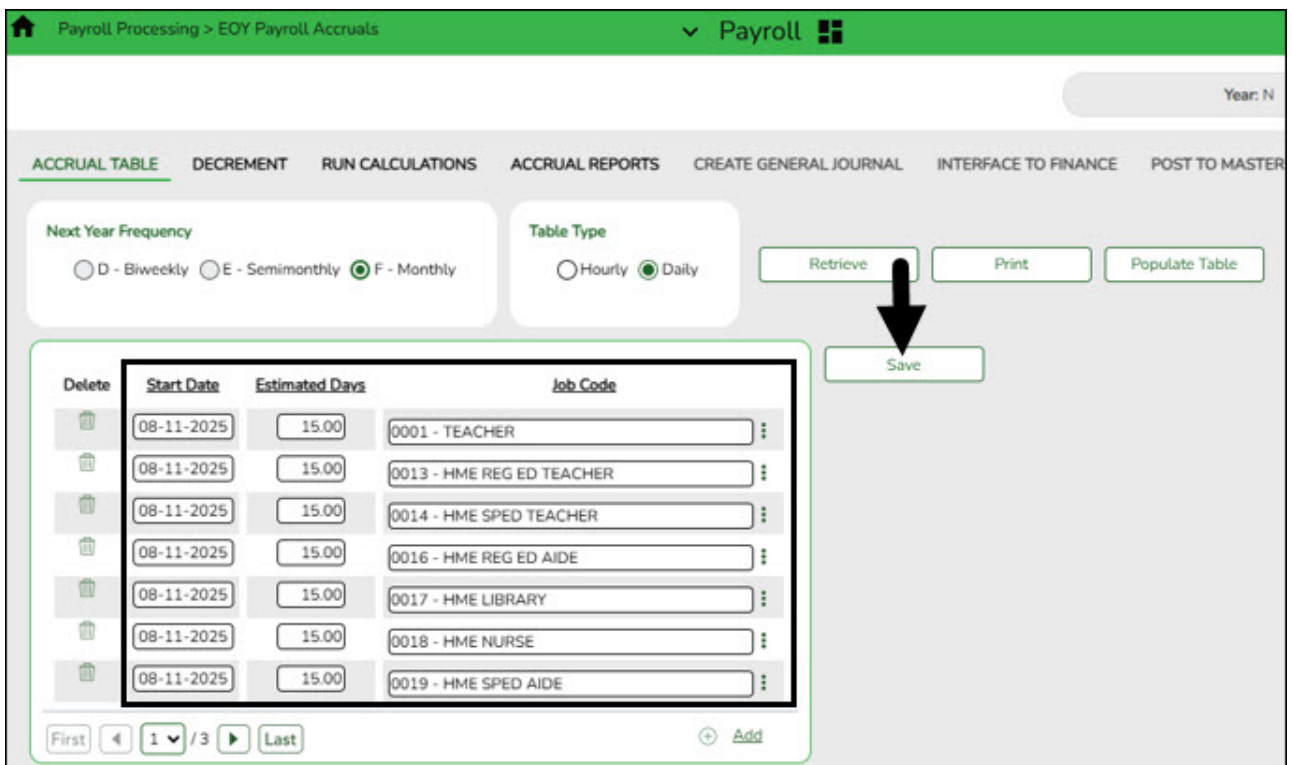 Payroll Processing > EOY Payroll Accruals
Payroll
Year: N
ACCRUAL TABLE DECREMENT RUN CALCULATIONS ACCRUAL REPORTS CREATE GENERAL JOURNAL INTERFACE TO FINANCE POST TO MASTER
Next Year Frequency
D - Biweekly E - Semimonthly F - Monthly
Table Type
Hourly Daily
Retrieve Print Populate Table
Save
Delete Start Date Estimated Days Job Code
08-11-2025 15.00 0001 - TEACHER
08-11-2025 15.00 0013 - HME REG ED TEACHER
08-11-2025 15.00 0014 - HME SPED TEACHER
08-11-2025 15.00 0016 - HME REG ED AIDE
08-11-2025 15.00 0017 - HME LIBRARY
08-11-2025 15.00 0018 - HME NURSE
08-11-2025 15.00 0019 - HME SPED AIDE
First 1 / 3 Last Add